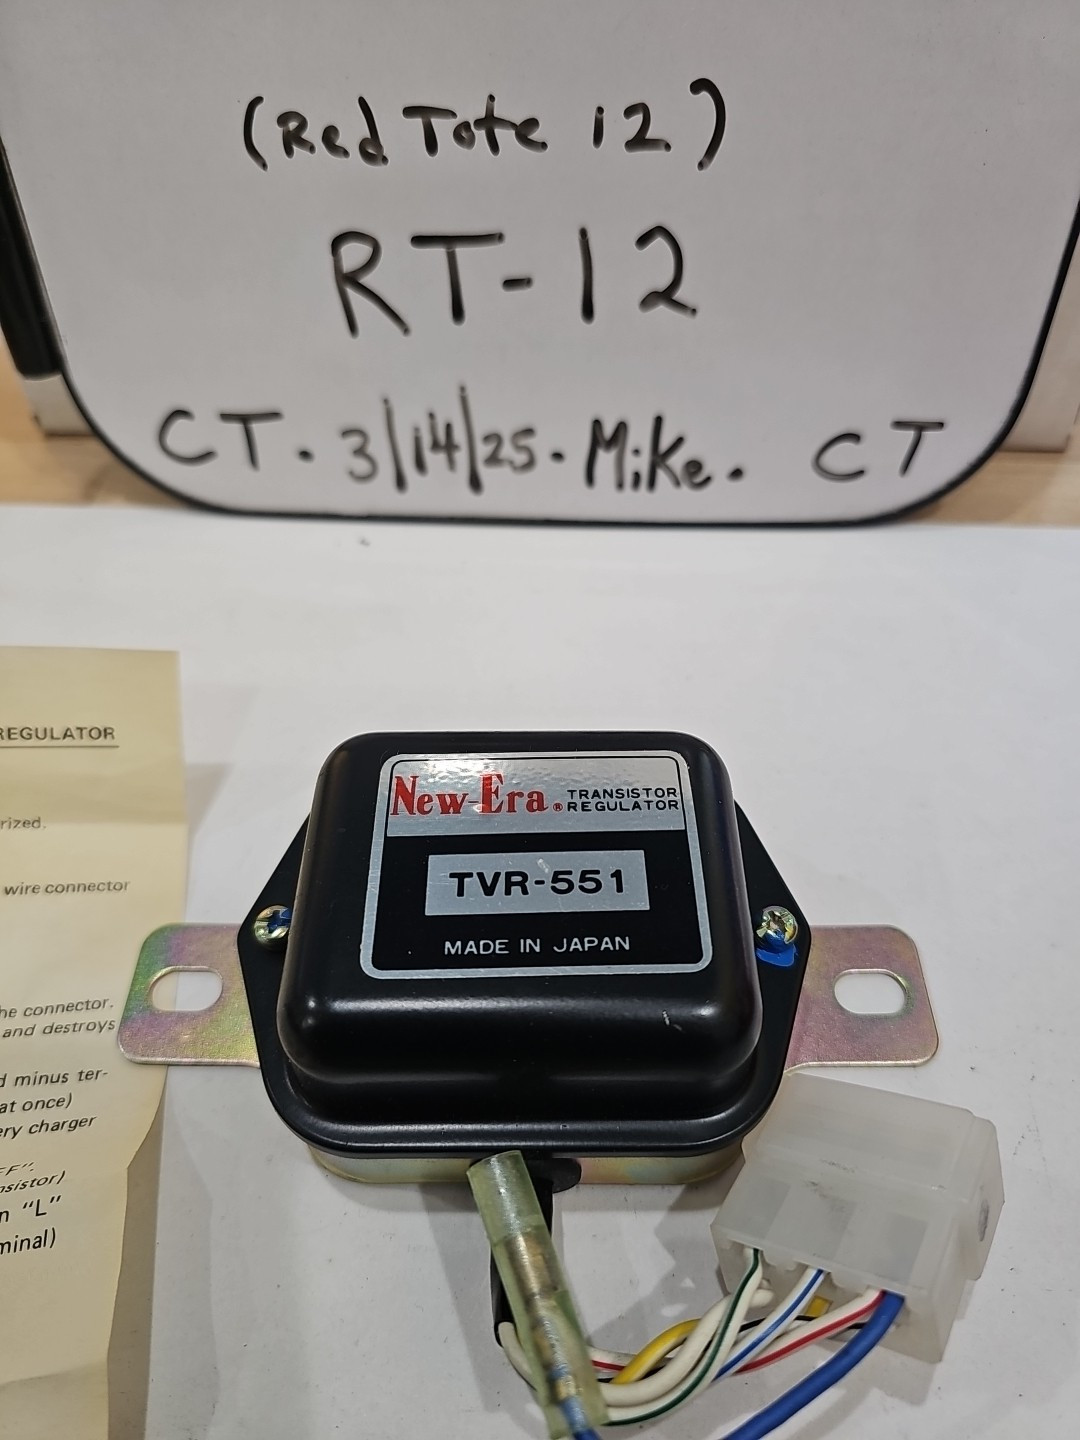 (Red Tote 12)
RT-12
CT. 3/14/25. Mike. CT
REGULATOR
rized.
wire connector
he connector.
and destroys
d minus ter-
at once)
ery charger
FF".
nsistor)
n "L"
minal)
New-Era® TRANSISTOR
REGULATOR
TVR-551
MADE IN JAPAN